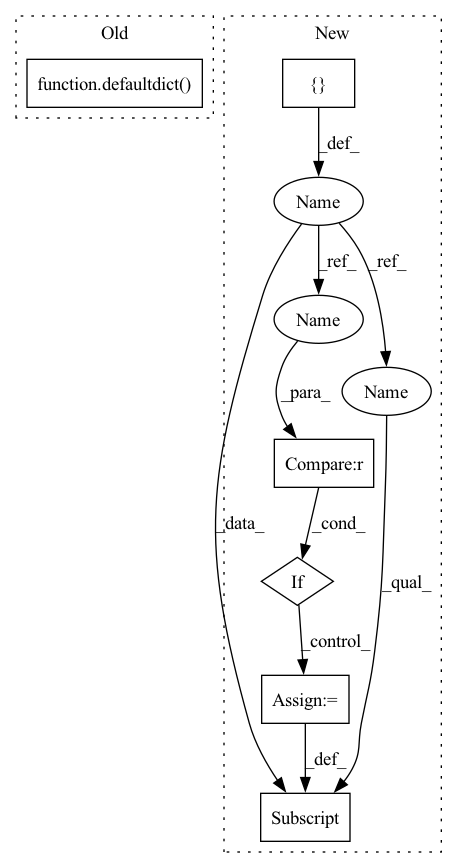 Old
New
function.defaultdict()
{}
_def_
Name
_ref_
_ref_
Name
Name
_para_
Compare:r
_data_
_cond_
If
_qual_
_control_
Assign:=
_def_
Subscript